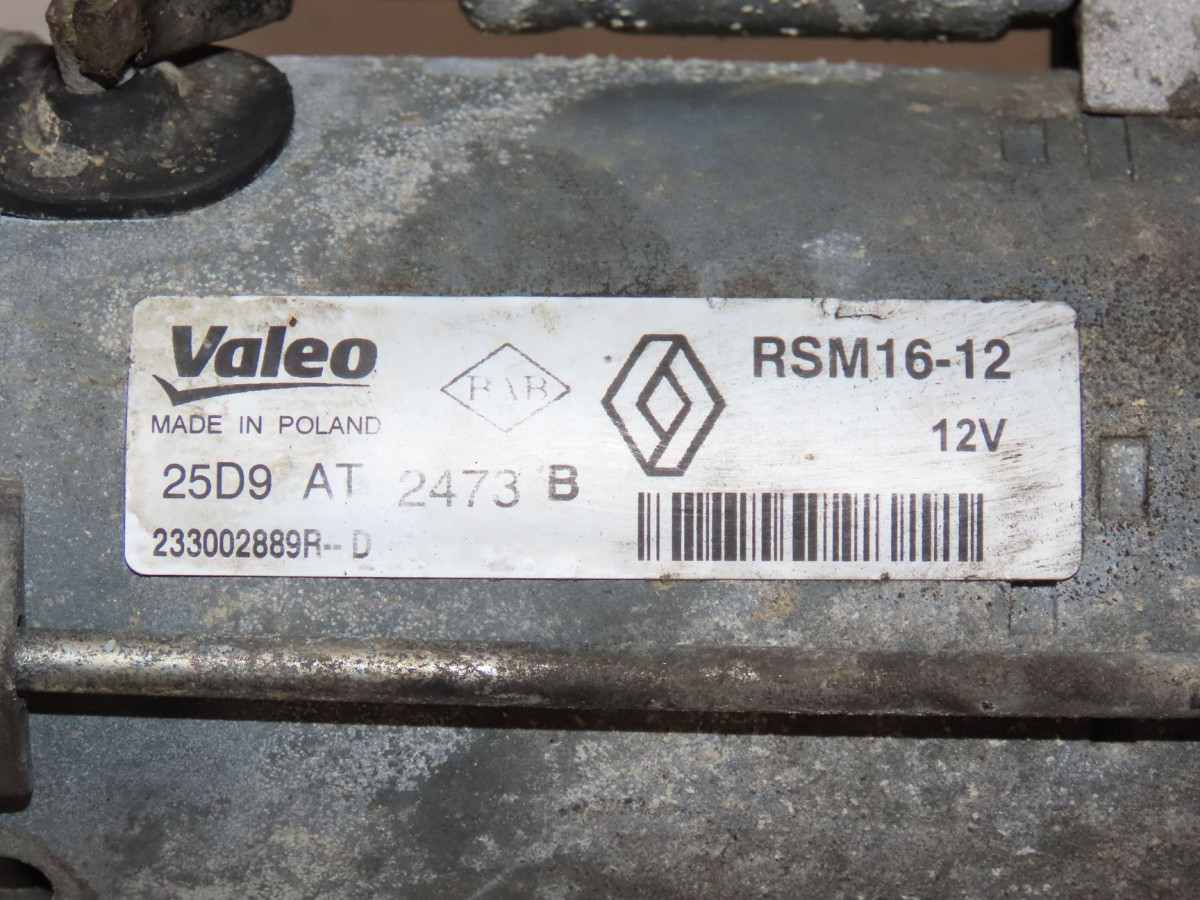 Valeo
RAB
RSM16-12
MADE IN POLAND
12V
25D9 AT 2473 B
233002889R-- D